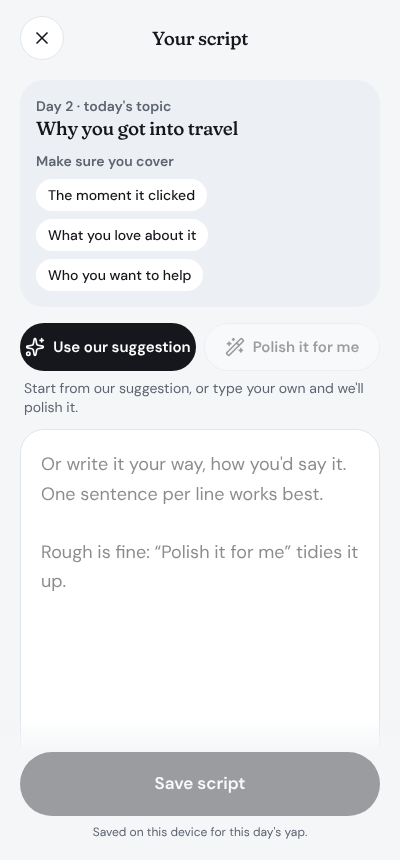 Your script
Day 2 · today's topic
Why you got into travel
Make sure you cover
The moment it clicked
What you love about it
Who you want to help
Use our suggestion
Polish it for me
Start from our suggestion, or type your own and we'll
polish it.
Or write it your way, how you'd say it.
One sentence per line works best.
Rough is fine: “Polish it for me” tidies it
up.
Save script
Saved on this device for this day's yap.